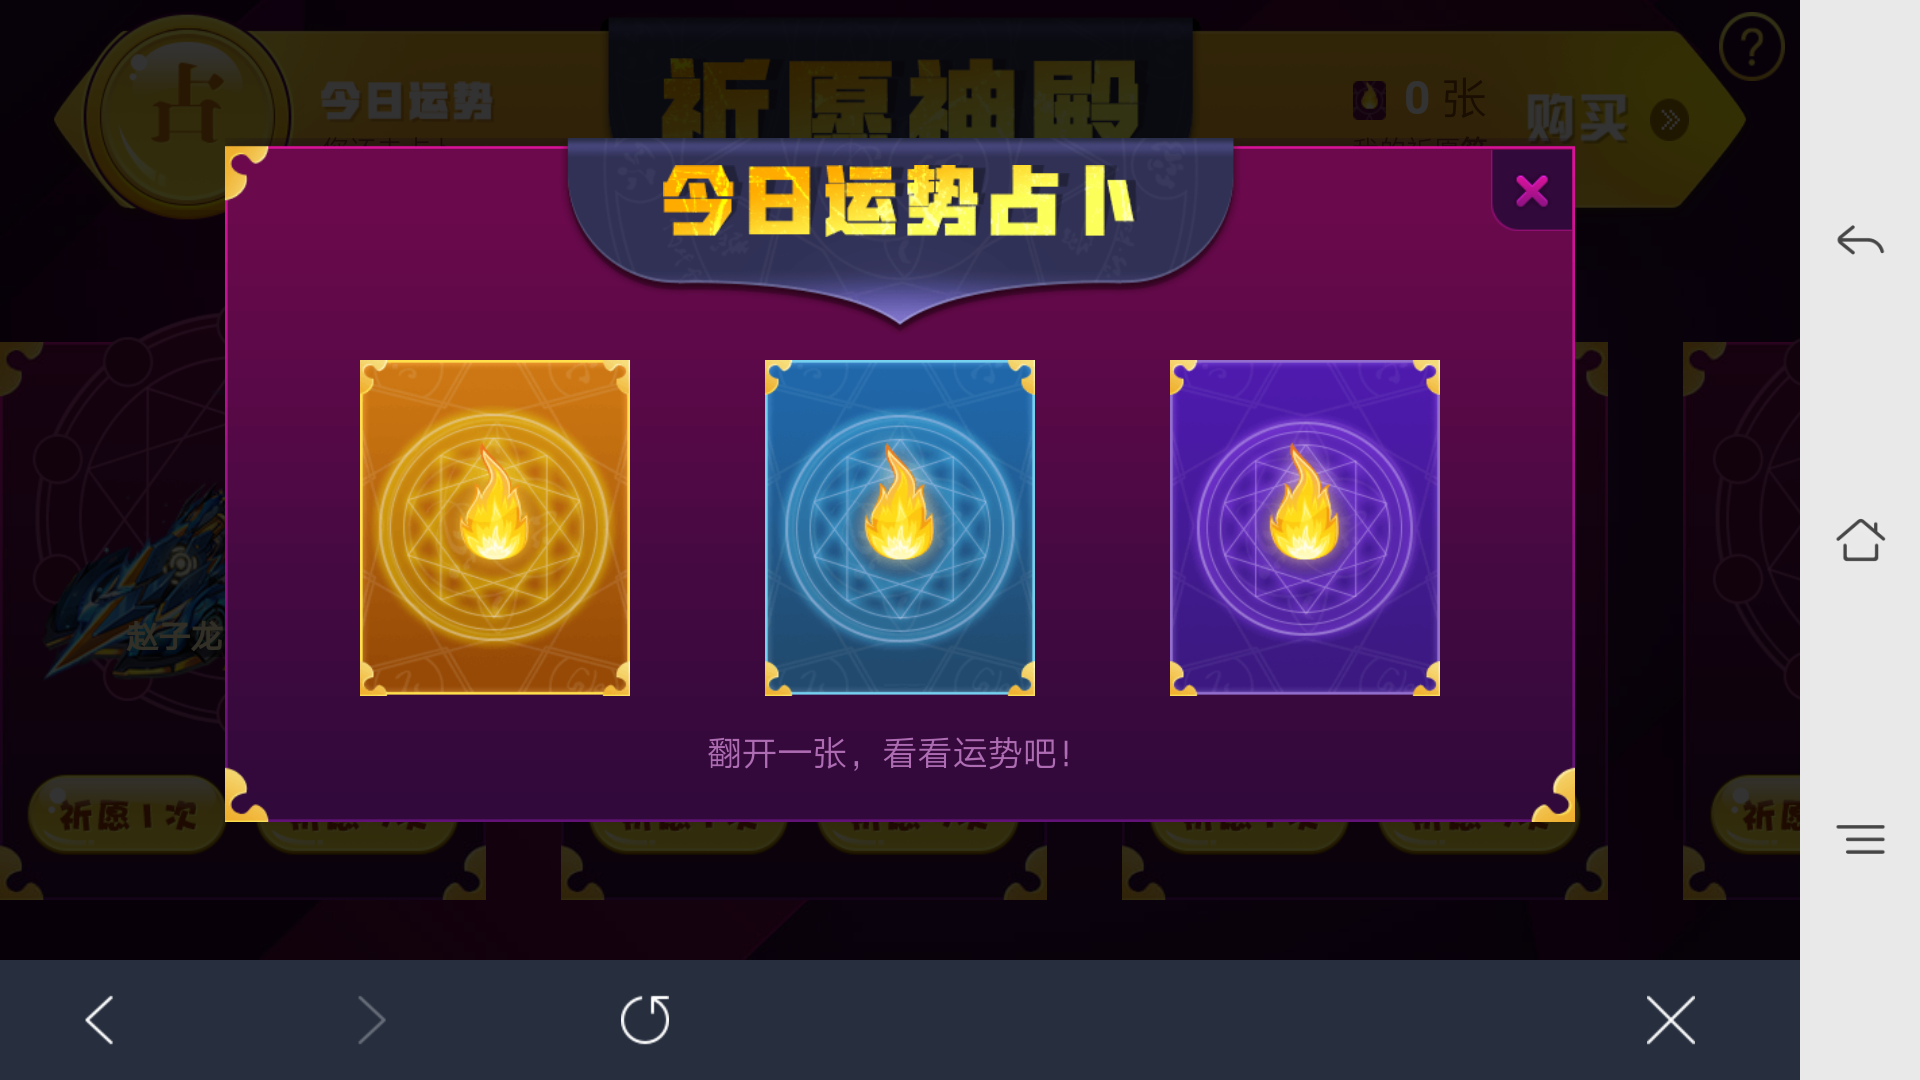 占
今日运势
祈愿神殿
0 张
购买
今日运势占卜
赵子龙
翻开一张，看看运势吧！
祈愿1次
祈愿